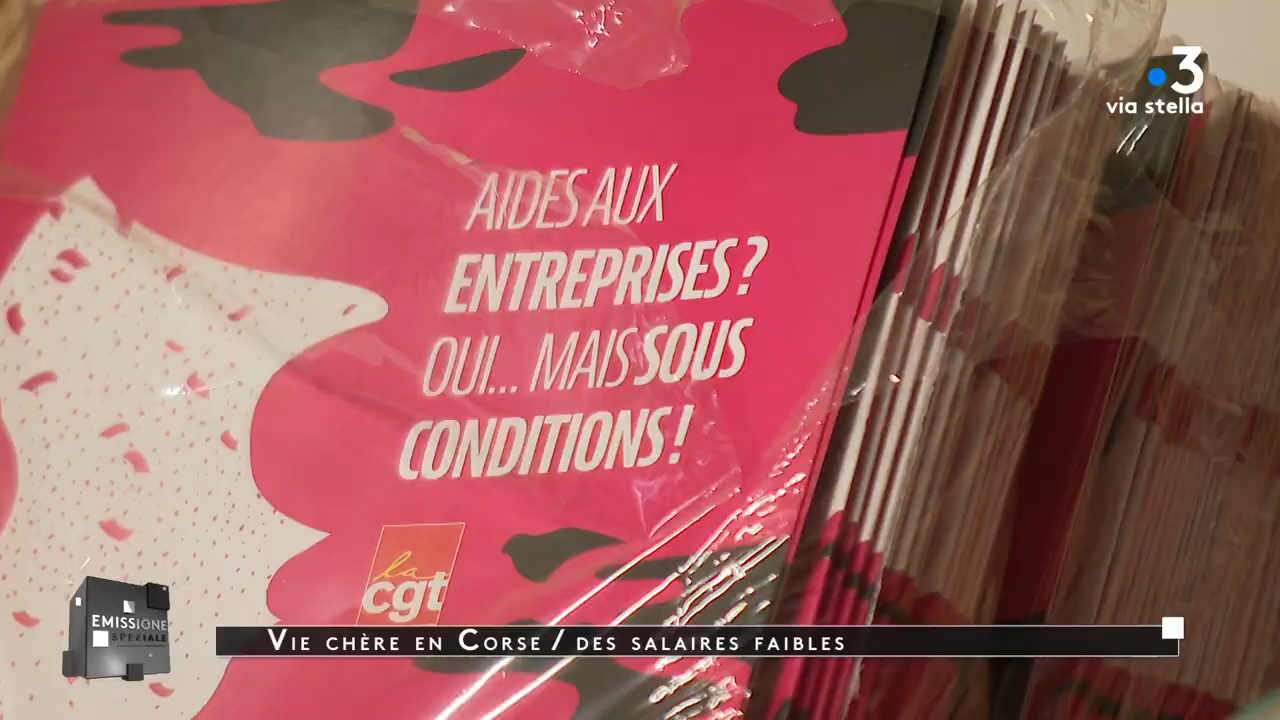 3
via stella
AIDES AUX
ENTREPRISES ?
OUI... MAIS SOUS
CONDITIONS !
la
cgt
EMISSIONE
SPEZIALE
VIE CHÈRE EN CORSE / DES SALAIRES FAIBLES